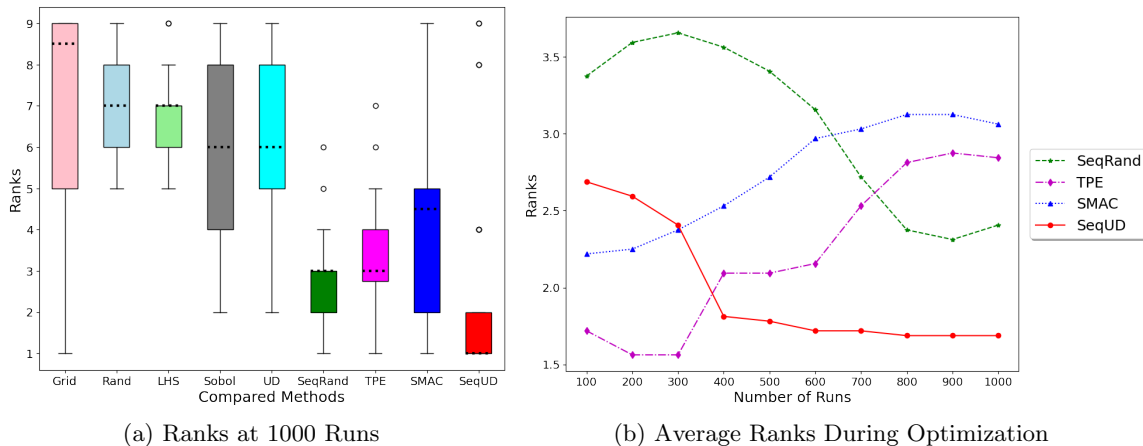 9
8
7
6
5
4
3
2
1
Ranks
Grid Rand LHS Sobol UD SeqRand TPE SMAC SeqUD
Compared Methods
(a) Ranks at 1000 Runs
3.5
3.0
2.5
2.0
1.5
Ranks
100 200 300 400 500 600 700 800 900 1000
Number of Runs
SeqRand
TPE
SMAC
SeqUD
(b) Average Ranks During Optimization